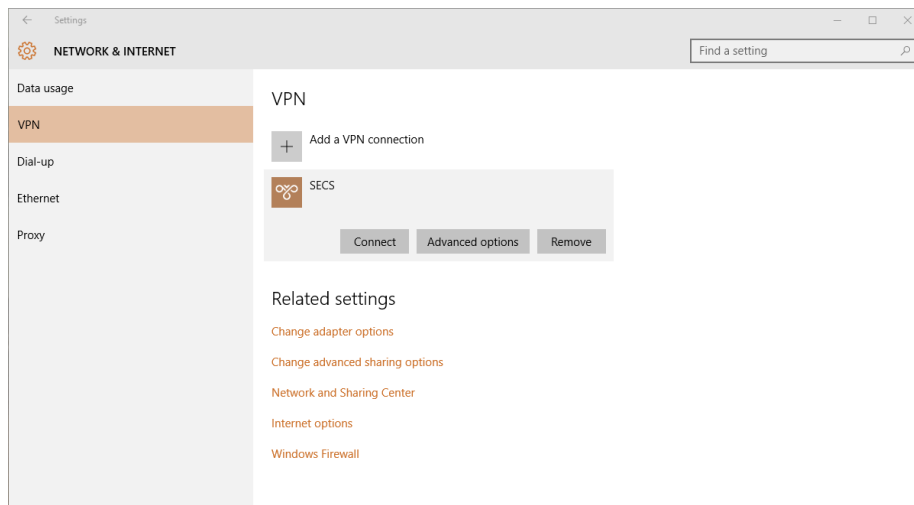 Settings
NETWORK & INTERNET
Find a setting
Data usage
VPN
Dial-up
Ethernet
Proxy
VPN
Add a VPN connection
SECS
Connect Advanced options Remove
Related settings
Change adapter options
Change advanced sharing options
Network and Sharing Center
Internet options
Windows Firewall